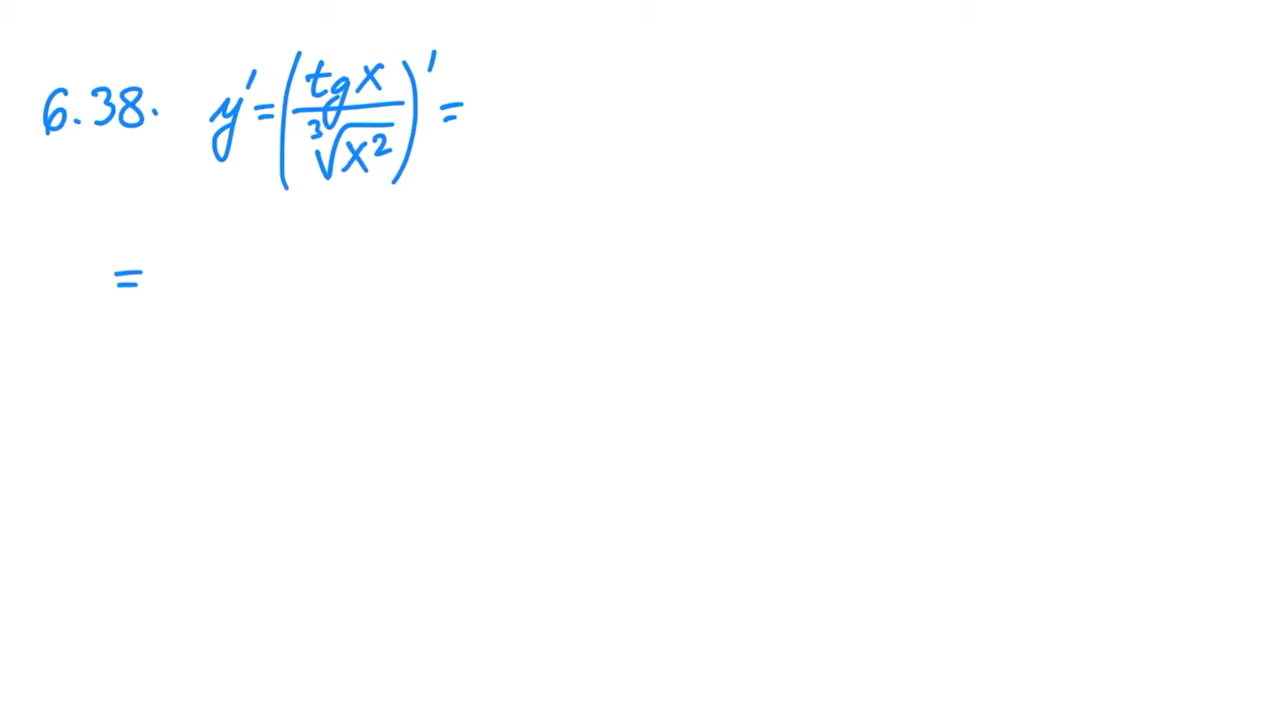 6.38. y' = (tg x / ∛x²)' =
=